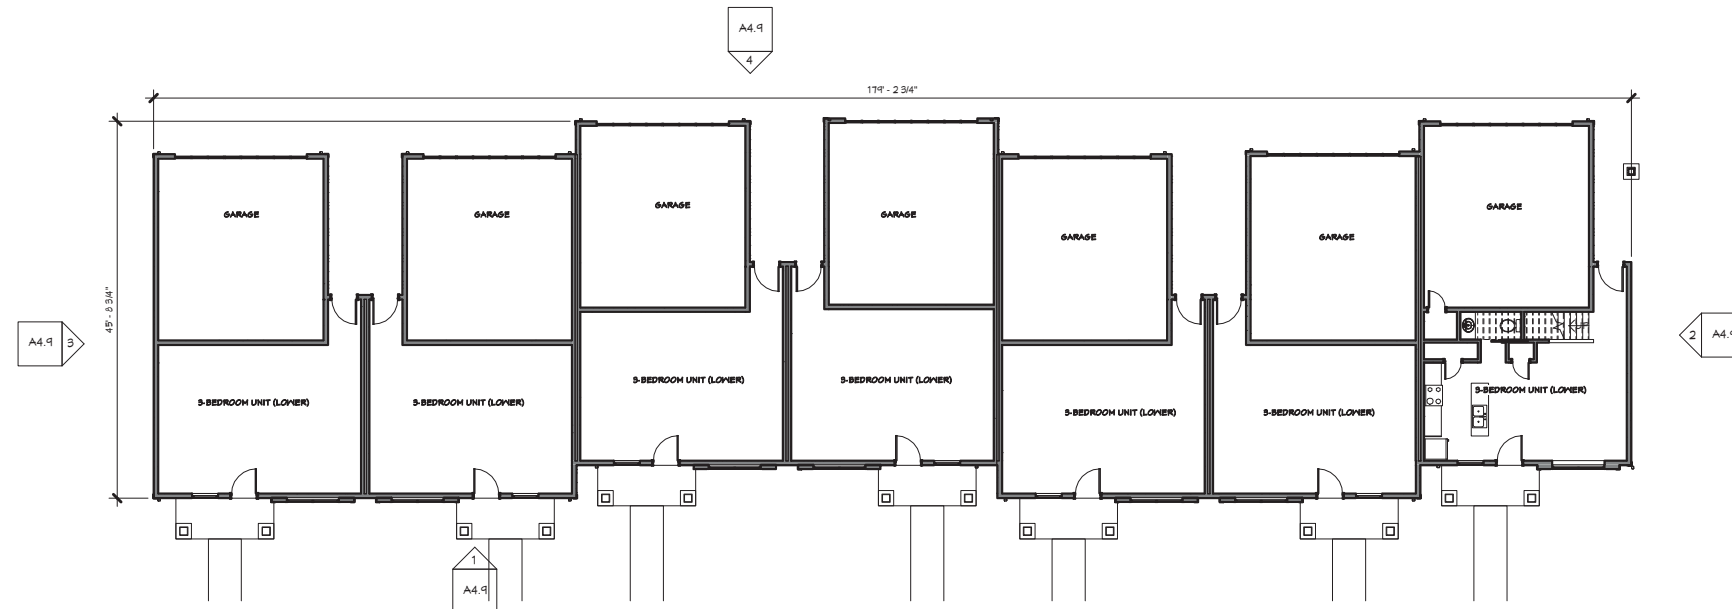 A4.9
4
179' - 2 3/4"
45' - 8 3/4"
GARAGE
GARAGE
GARAGE
GARAGE
GARAGE
GARAGE
GARAGE
A4.9
3
2
A4.9
3-BEDROOM UNIT (LOWER)
3-BEDROOM UNIT (LOWER)
3-BEDROOM UNIT (LOWER)
3-BEDROOM UNIT (LOWER)
3-BEDROOM UNIT (LOWER)
3-BEDROOM UNIT (LOWER)
3-BEDROOM UNIT (LOWER)
1
A4.9